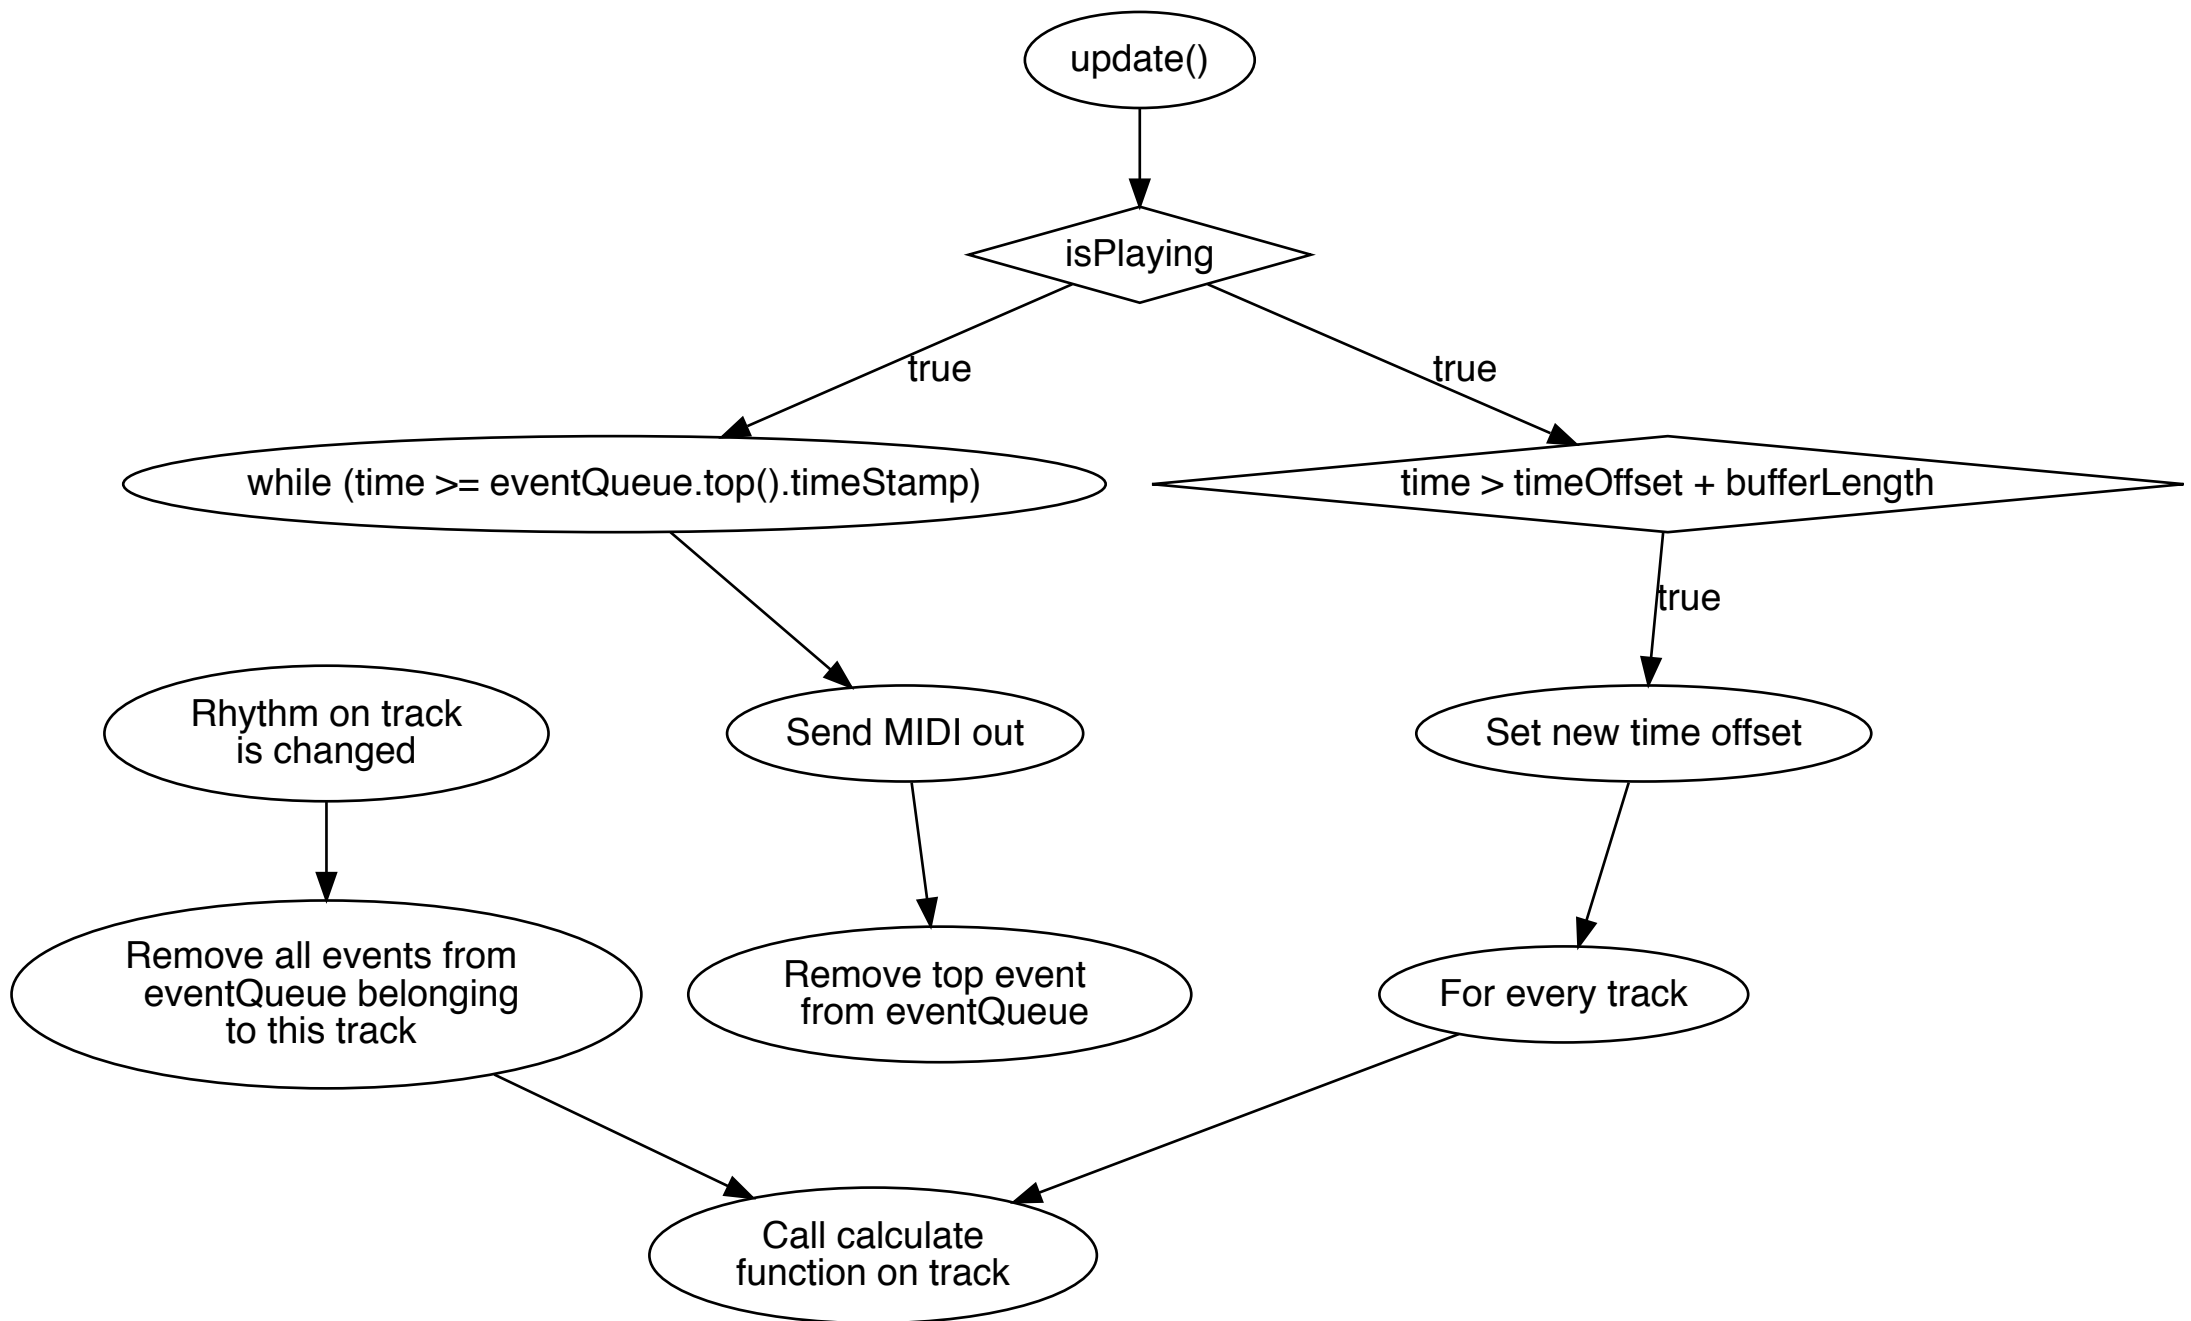 update()
isPlaying
true
true
while (time >= eventQueue.top().timeStamp)
time > timeOffset + bufferLength
true
Rhythm on track
is changed
Send MIDI out
Set new time offset
Remove all events from
eventQueue belonging
to this track
Remove top event
from eventQueue
For every track
Call calculate
function on track